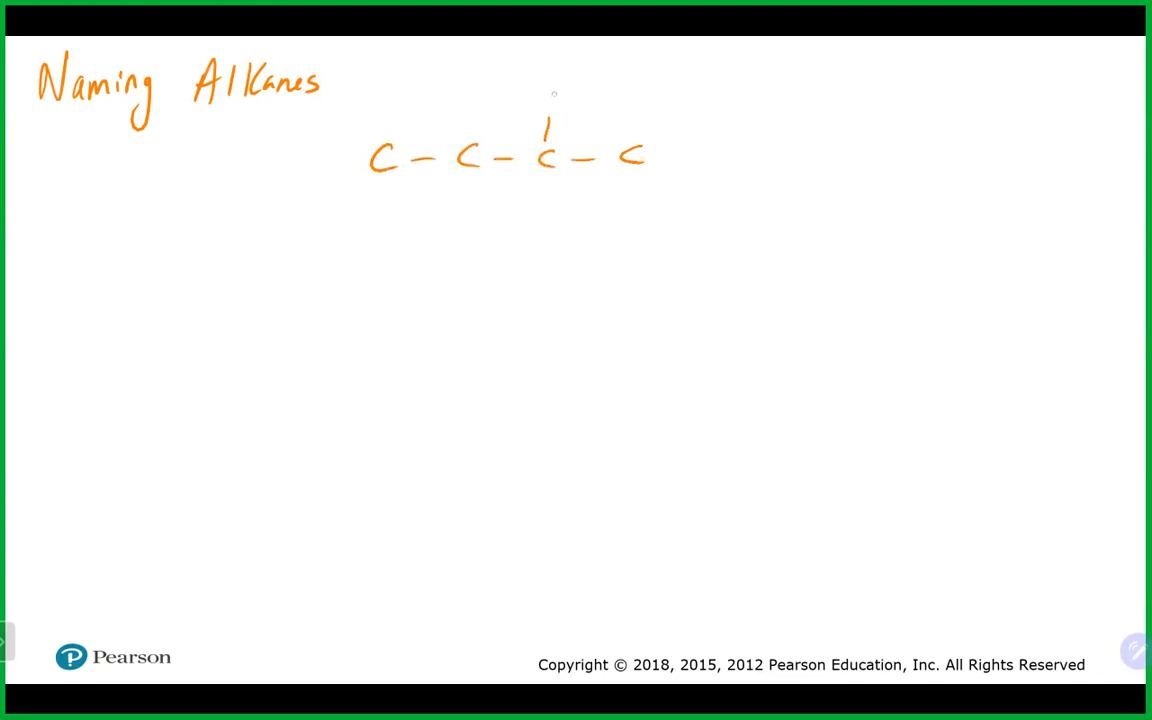 Naming Alkanes
C - C - C - C
Pearson
Copyright © 2018, 2015, 2012 Pearson Education, Inc. All Rights Reserved